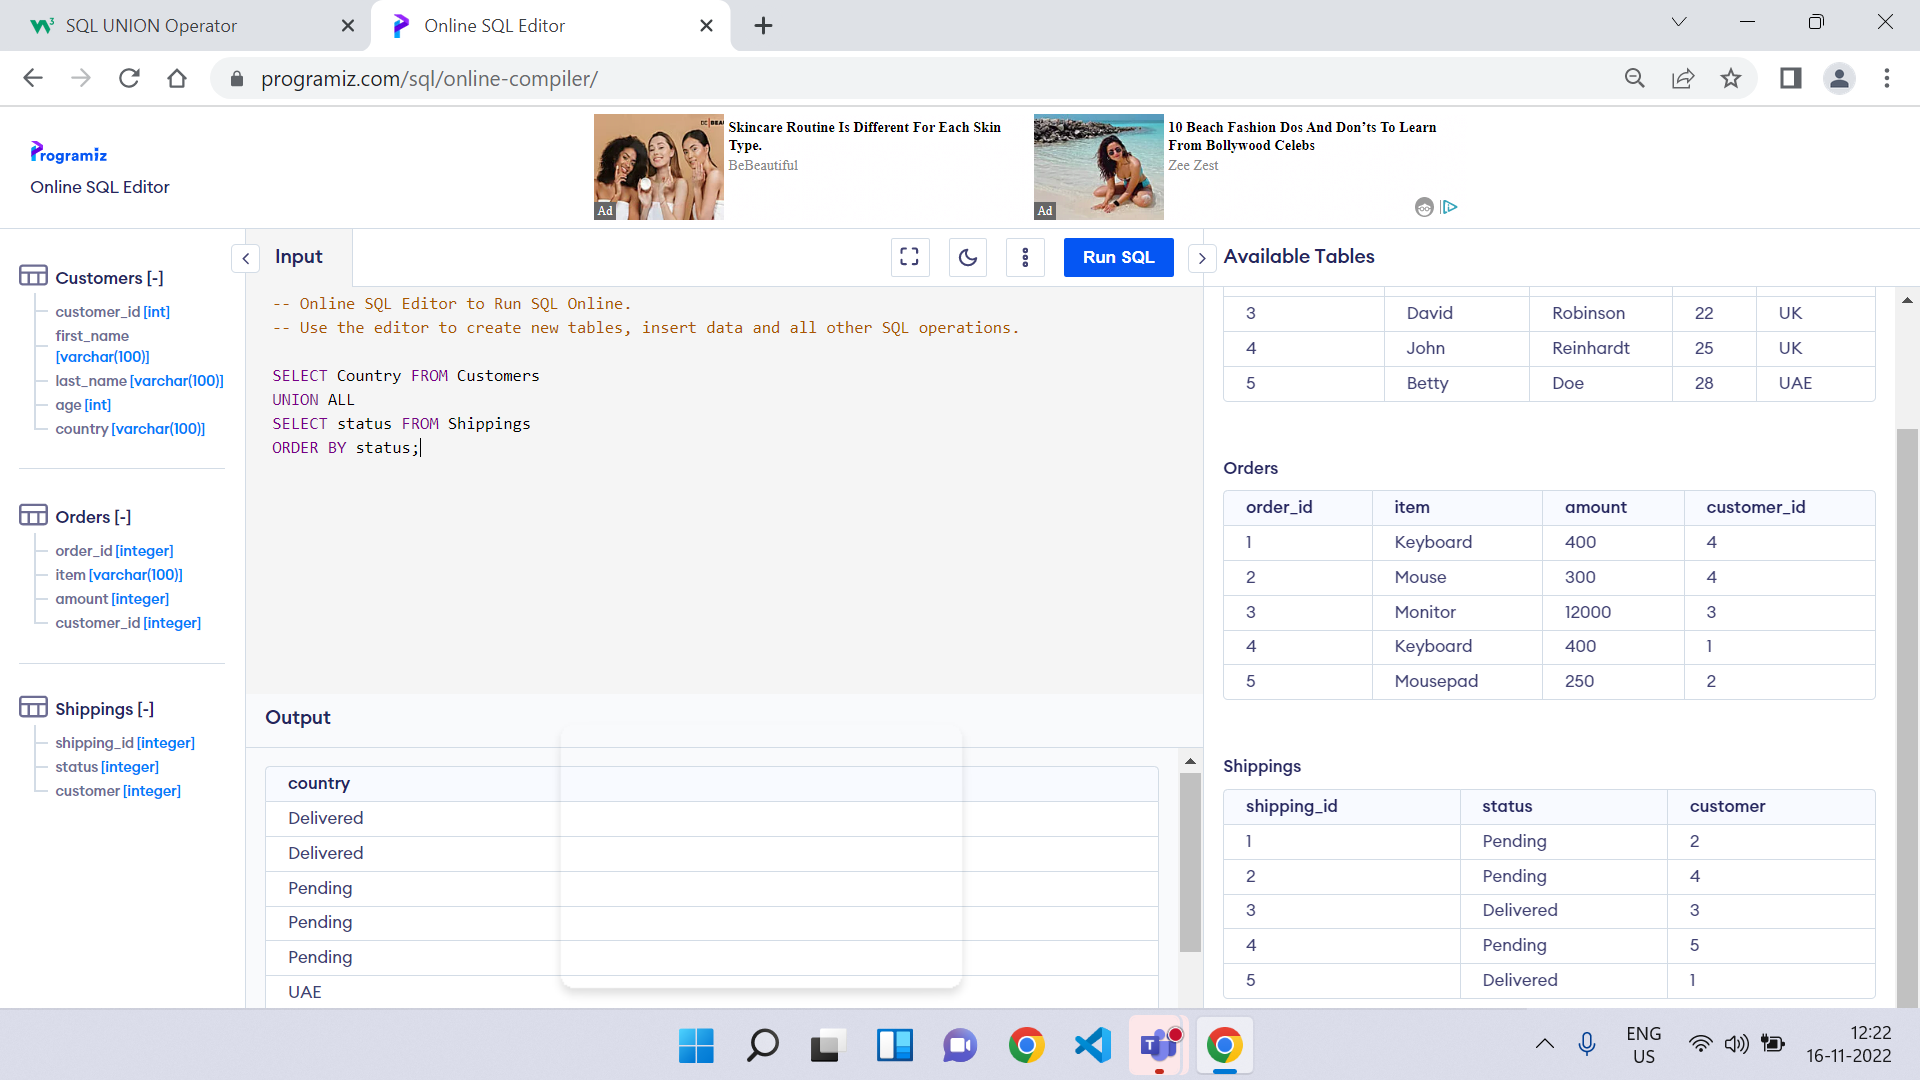 SQL UNION Operator
Online SQL Editor
programiz.com/sql/online-compiler/
Programiz
Online SQL Editor
Skincare Routine Is Different For Each Skin
Type.
BeBeautiful
Ad
10 Beach Fashion Dos And Don’ts To Learn
From Bollywood Celebs
Zee Zest
Ad
Customers [-]
customer_id [int]
first_name
[varchar(100)]
last_name [varchar(100)]
age [int]
country [varchar(100)]
Orders [-]
order_id [integer]
item [varchar(100)]
amount [integer]
customer_id [integer]
Shippings [-]
shipping_id [integer]
status [integer]
customer [integer]
Input
Run SQL
-- Online SQL Editor to Run SQL Online.
-- Use the editor to create new tables, insert data and all other SQL operations.
SELECT Country FROM Customers
UNION ALL
SELECT status FROM Shippings
ORDER BY status;
Output
country
Delivered
Delivered
Pending
Pending
Pending
UAE
Available Tables
3 David Robinson 22 UK
4 John Reinhardt 25 UK
5 Betty Doe 28 UAE
Orders
order_id item amount customer_id
1 Keyboard 400 4
2 Mouse 300 4
3 Monitor 12000 3
4 Keyboard 400 1
5 Mousepad 250 2
Shippings
shipping_id status customer
1 Pending 2
2 Pending 4
3 Delivered 3
4 Pending 5
5 Delivered 1
ENG
US
12:22
16-11-2022